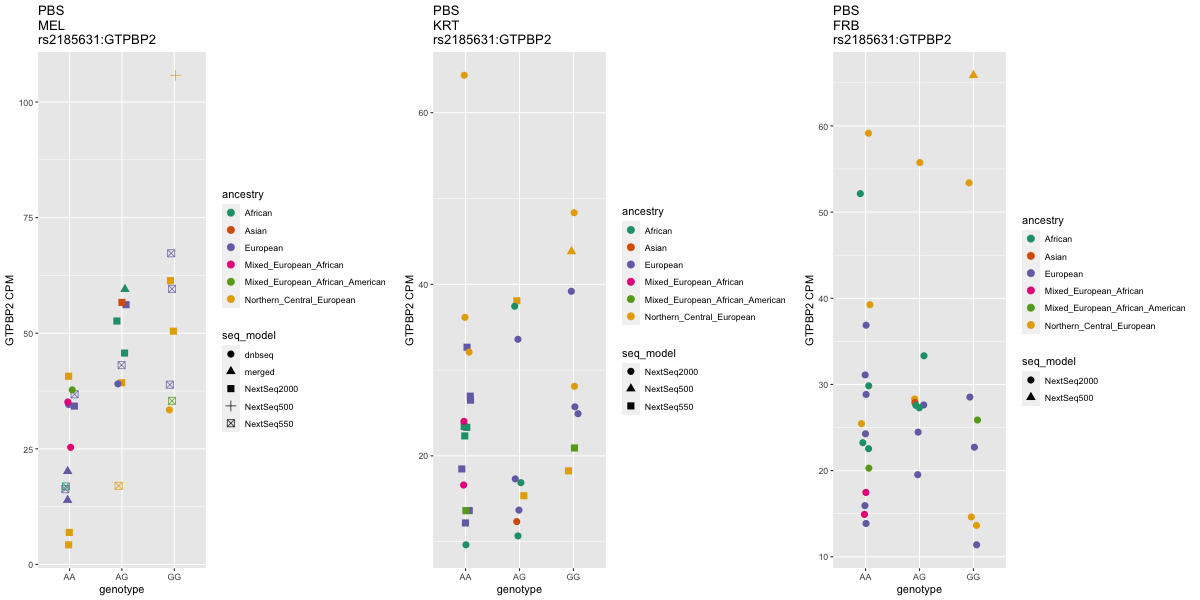 PBS
MEL
rs2185631:GTPBP2
GTPBP2 CPM
100
75
50
25
0
AA
AG
GG
genotype
ancestry
African
Asian
European
Mixed_European_African
Mixed_European_African_American
Northern_Central_European
seq_model
dnbseq
merged
NextSeq2000
NextSeq500
NextSeq550
PBS
KRT
rs2185631:GTPBP2
GTPBP2 CPM
60
40
20
AA
AG
GG
genotype
ancestry
African
Asian
European
Mixed_European_African
Mixed_European_African_American
Northern_Central_European
seq_model
NextSeq2000
NextSeq500
NextSeq550
PBS
FRB
rs2185631:GTPBP2
GTPBP2 CPM
60
50
40
30
20
10
AA
AG
GG
genotype
ancestry
African
Asian
European
Mixed_European_African
Mixed_European_African_American
Northern_Central_European
seq_model
NextSeq2000
NextSeq500